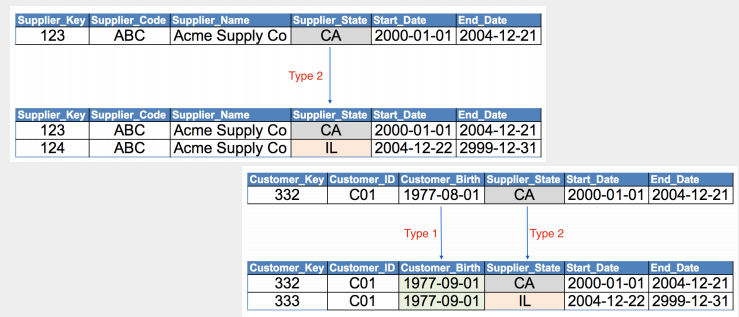 Supplier_Key Supplier_Code Supplier_Name Supplier_State Start_Date End_Date
123 ABC Acme Supply Co CA 2000-01-01 2004-12-21
Type 2
Supplier_Key Supplier_Code Supplier_Name Supplier_State Start_Date End_Date
123 ABC Acme Supply Co CA 2000-01-01 2004-12-21
124 ABC Acme Supply Co IL 2004-12-22 2999-12-31
Customer_Key Customer_ID Customer_Birth Supplier_State Start_Date End_Date
332 C01 1977-08-01 CA 2000-01-01 2004-12-21
Type 1 Type 2
Customer_Key Customer_ID Customer_Birth Supplier_State Start_Date End_Date
332 C01 1977-09-01 CA 2000-01-01 2004-12-21
333 C01 1977-09-01 IL 2004-12-22 2999-12-31